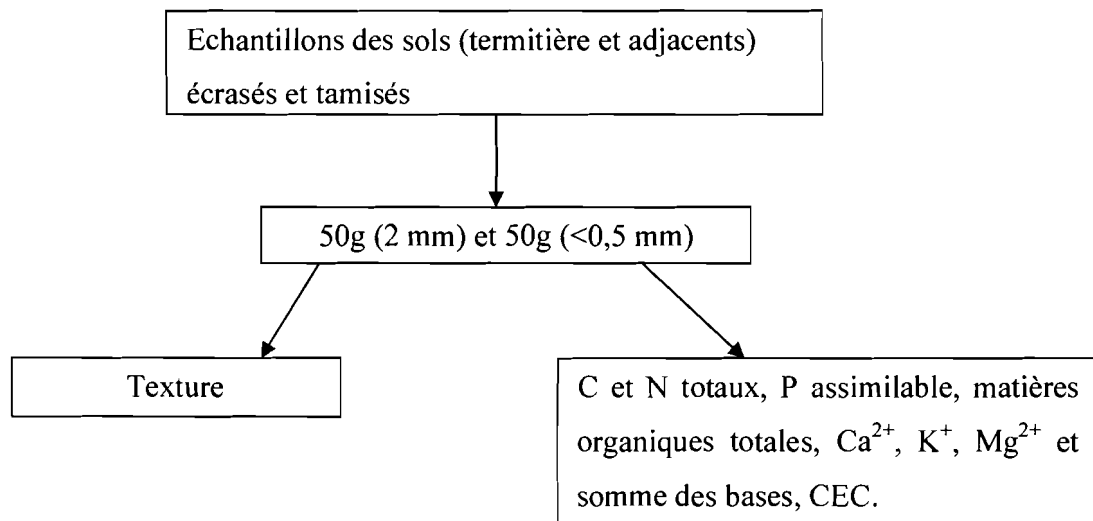 Echantillons des sols (termitière et adjacents)
écrasés et tamisés
50g (2 mm) et 50g (<0,5 mm)
Texture
C et N totaux, P assimilable, matières
organiques totales, Ca²⁺, K⁺, Mg²⁺ et
somme des bases, CEC.